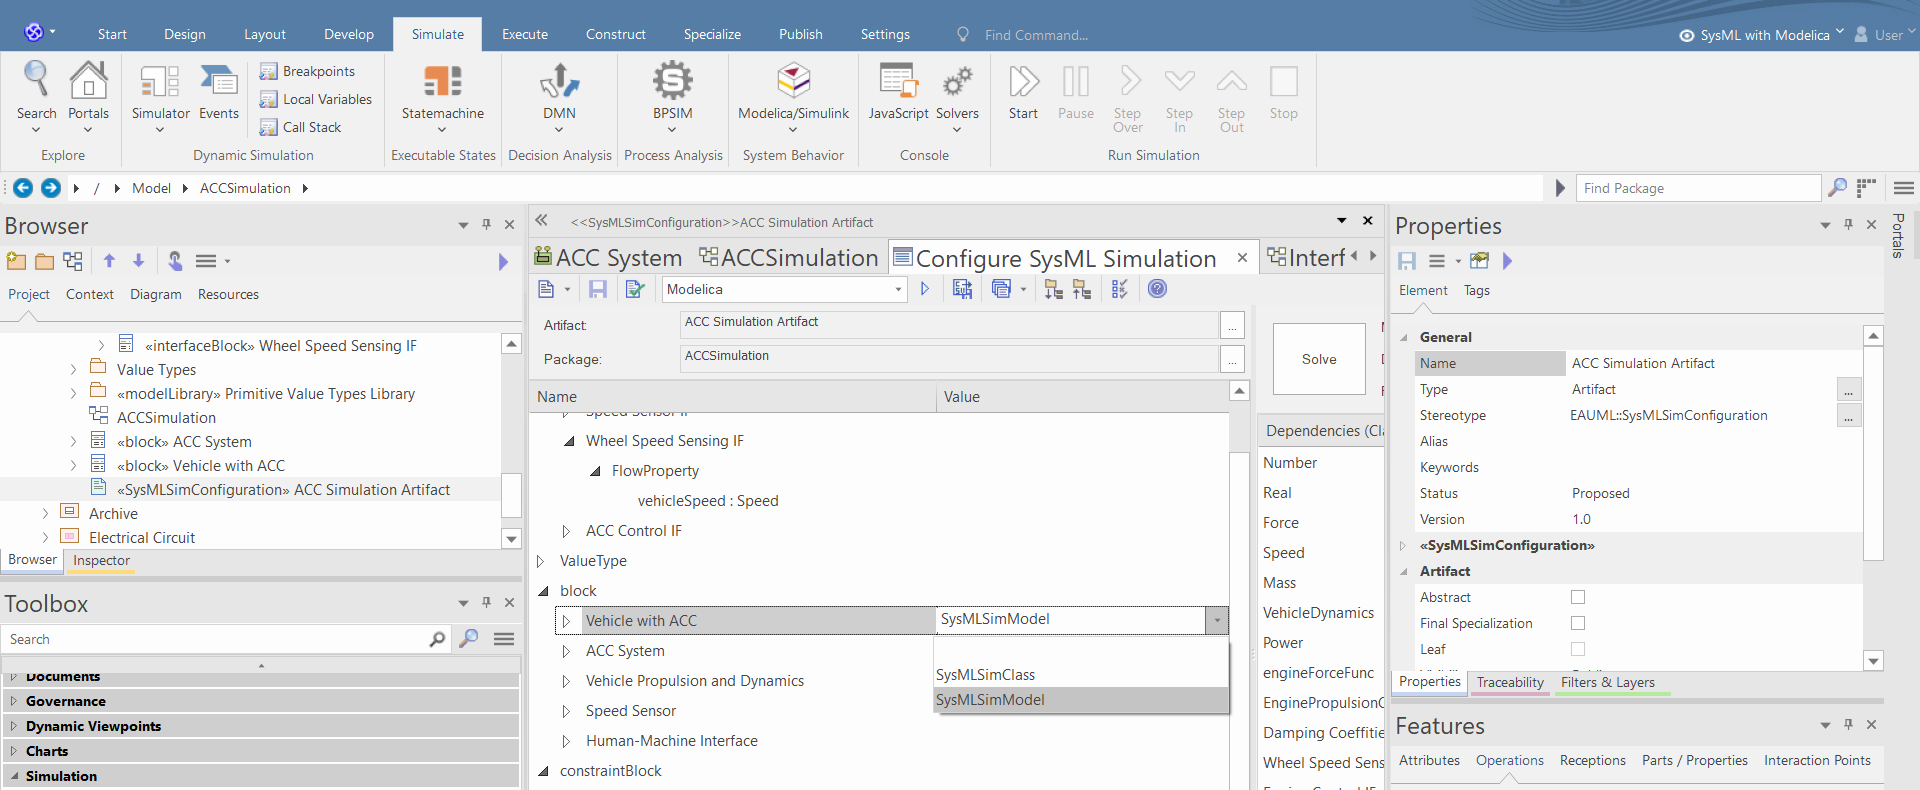 Start Design Layout Develop Simulate Execute Construct Specialize Publish Settings Find Command... SysML with Modelica User
Search Portals Simulator Events Breakpoints Local Variables Call Stack Statemachine DMN BPSIM Modelica/Simulink JavaScript Solvers Start Pause Step Over Step In Step Out Stop
Explore Dynamic Simulation Executable States Decision Analysis Process Analysis System Behavior Console Run Simulation
/ Model ACCSimulation Find Package
Browser
Project Context Diagram Resources
«interfaceBlock» Wheel Speed Sensing IF
Value Types
«modelLibrary» Primitive Value Types Library
ACCSimulation
«block» ACC System
«block» Vehicle with ACC
«SysMLSimConfiguration» ACC Simulation Artifact
Archive
Electrical Circuit
Browser Inspector
Toolbox
Search
Documents
Governance
Dynamic Viewpoints
Charts
Simulation
<<SysMLSimConfiguration>>ACC Simulation Artifact
ACC System ACCSimulation Configure SysML Simulation Interf
Modelica
Artifact: ACC Simulation Artifact ...
Package: ACCSimulation ...
Solve
Name Value
Speed Sensor IF
Wheel Speed Sensing IF
FlowProperty
vehicleSpeed : Speed
ACC Control IF
ValueType
block
Vehicle with ACC SysMLSimModel
ACC System
Vehicle Propulsion and Dynamics
Speed Sensor
Human-Machine Interface
constraintBlock
SysMLSimClass
SysMLSimModel
Dependencies (Cla
Number
Real
Force
Speed
Mass
VehicleDynamics
Power
engineForceFunc
EnginePropulsionC
Damping Coeffitie
Wheel Speed Sens
Properties
Element Tags
General
Name ACC Simulation Artifact
Type Artifact ...
Stereotype EAUML::SysMLSimConfiguration ...
Alias
Keywords
Status Proposed
Version 1.0
«SysMLSimConfiguration»
Artifact
Abstract
Final Specialization
Leaf
Properties Traceability Filters & Layers
Features
Attributes Operations Receptions Parts / Properties Interaction Points
Portals